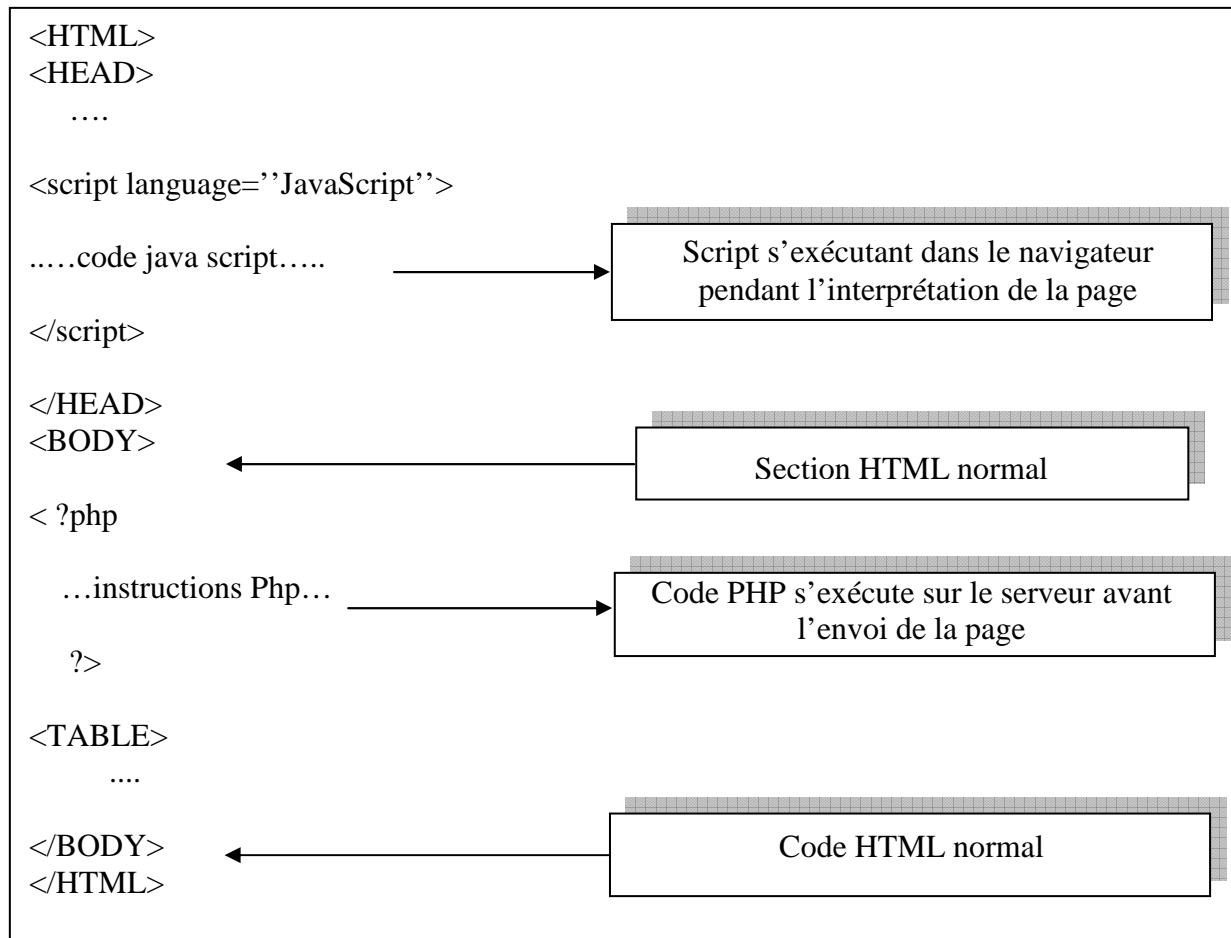 <HTML>
<HEAD>
….
<script language=’’JavaScript’’>
..…code java script…..
Script s’exécutant dans le navigateur
pendant l’interprétation de la page
</script>
</HEAD>
<BODY>
Section HTML normal
< ?php
…instructions Php…
Code PHP s’exécute sur le serveur avant
l’envoi de la page
?>
<TABLE>
....
</BODY>
Code HTML normal
</HTML>